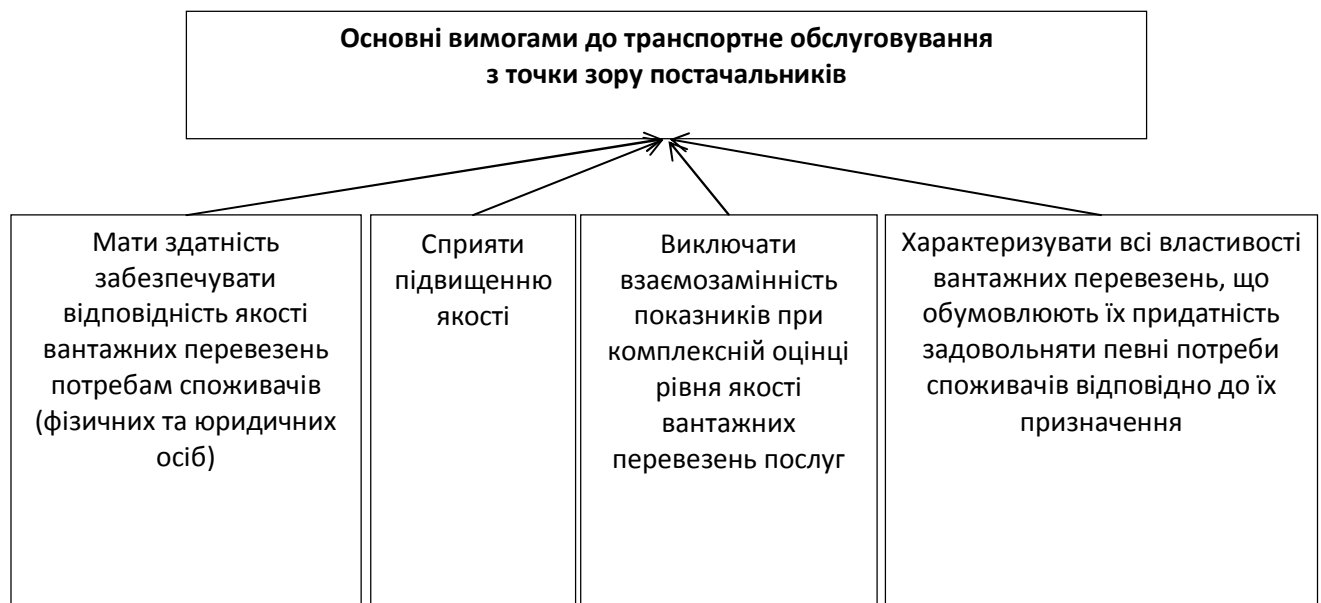 Основні вимогами до транспортне обслуговування
з точки зору постачальників
Мати здатність
забезпечувати
відповідність якості
вантажних перевезень
потребам споживачів
(фізичних та юридичних
осіб)
Сприяти
підвищенню
якості
Виключати
взаємозамінність
показників при
комплексній оцінці
рівня якості
вантажних
перевезень послуг
Характеризувати всі властивості
вантажних перевезень, що
обумовлюють їх придатність
задовольняти певні потреби
споживачів відповідно до їх
призначення